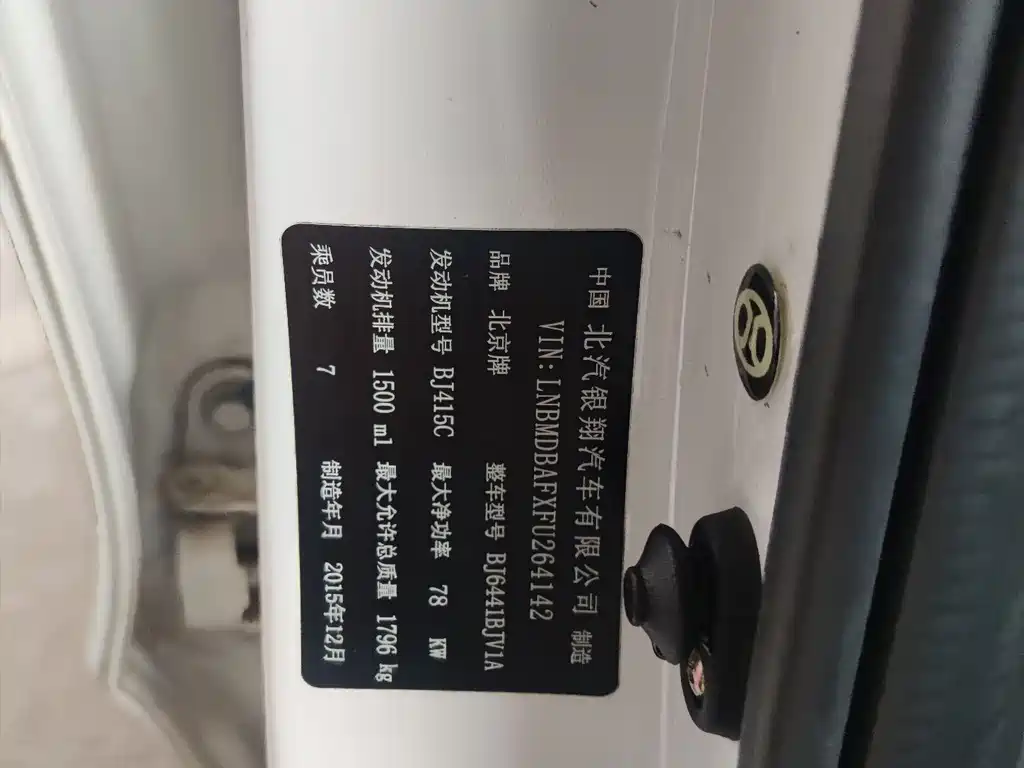 中国 北汽银翔汽车有限公司 制造
VIN:LNBMDBAFXFU264142
品牌 北京牌 整车型号 BJ6441BJV1A
发动机型号 BJ415C 最大净功率 78 KW
发动机排量 1500 ml 最大允许总质量 1796 kg
乘员数 7 制造年月 2015年12月